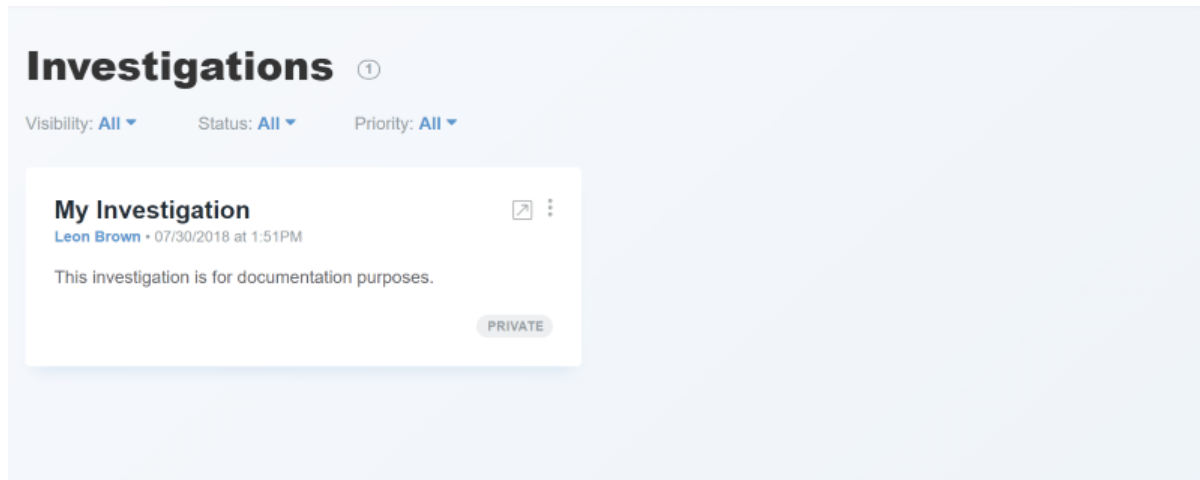 Investigations 1
Visibility: All Status: All Priority: All
My Investigation
Leon Brown • 07/30/2018 at 1:51PM
This investigation is for documentation purposes.
PRIVATE